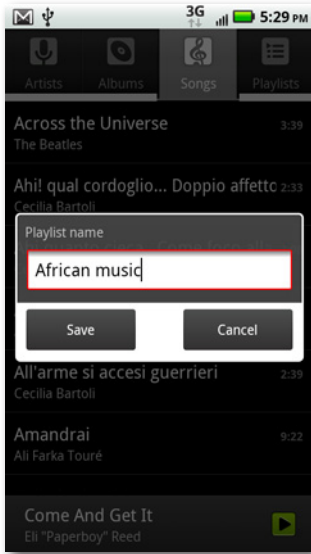 3G
5:29 PM
Artists
Albums
Songs
Playlists
Across the Universe
3:39
The Beatles
Ahi! qual cordoglio... Doppio affetto
2:33
Cecilia Bartoli
Playlist name
African music
Save
Cancel
All'arme si accesi guerrieri
2:39
Cecilia Bartoli
Amandrai
9:22
Ali Farka Touré
Come And Get It
Eli "Paperboy" Reed